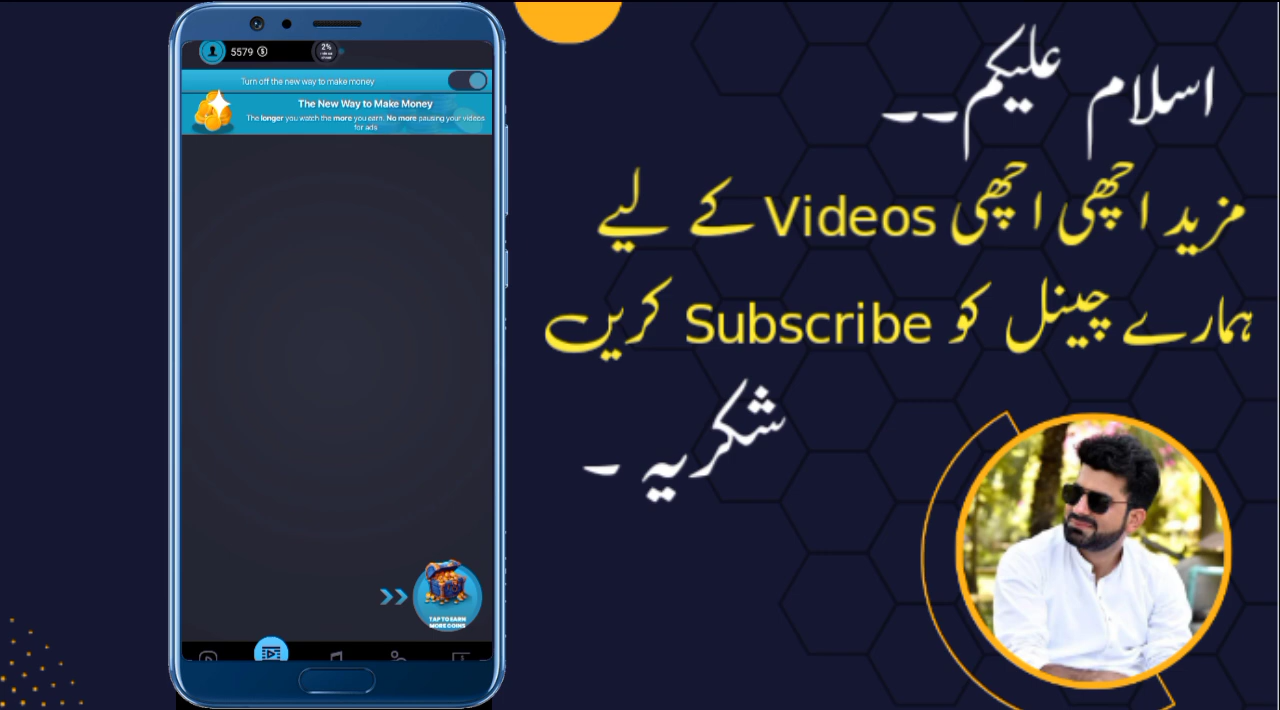 5579
2%
Turn off the new way to make money
The New Way to Make Money
The longer you watch the more you earn. No more pausing your videos
for ads
TAP TO EARN
MORE COINS
اسلام علیکم۔۔
مزید اچھی اچھی Videos کے لیے
ہمارے چینل کو Subscribe کریں
شکریہ ۔